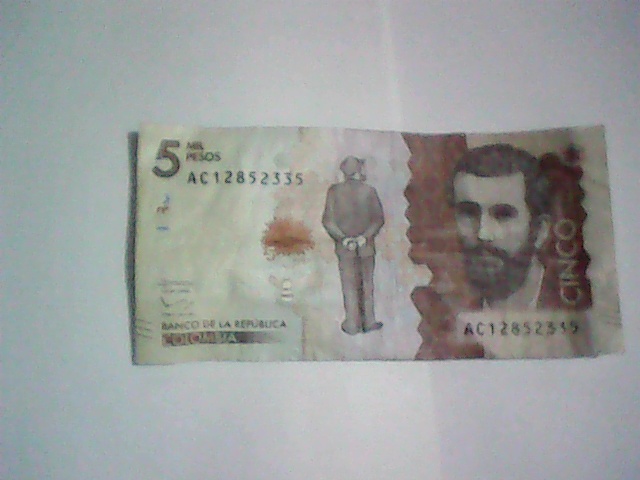 5 MIL
PESOS
AC12852335
BANCO DE LA REPÚBLICA
COLOMBIA
CINCO
AC12852335